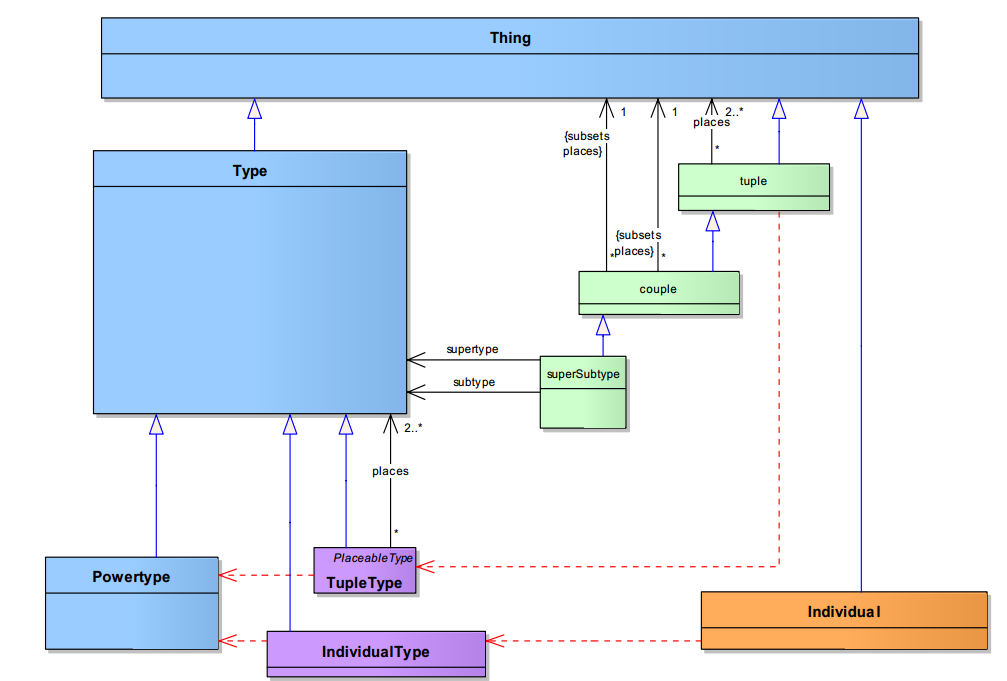 Thing
1
1
2..*
places
{subsets
places}
*
Type
tuple
{subsets
places}
*
*
couple
supertype
superSubtype
subtype
2..*
places
*
PlaceableType
TupleType
Powertype
Individual
IndividualType